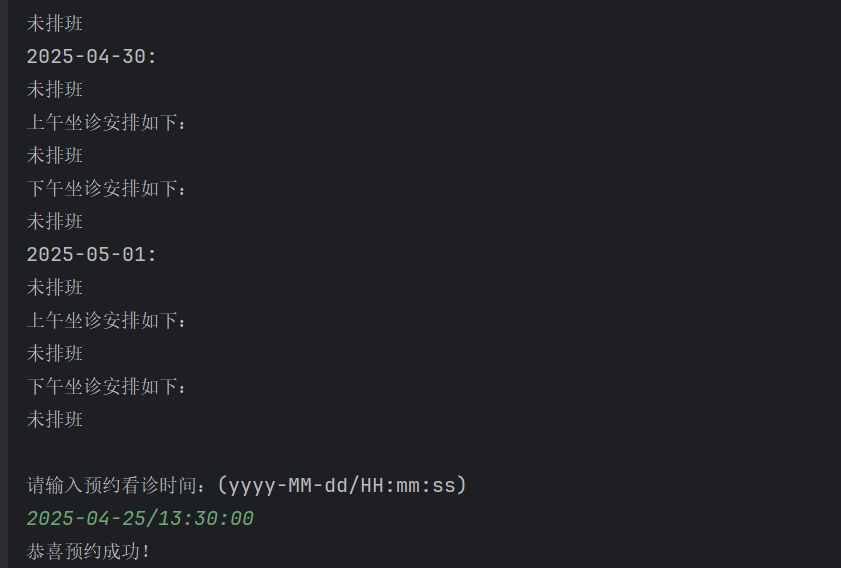 未排班
2025-04-30:
未排班
上午坐诊安排如下:
未排班
下午坐诊安排如下:
未排班
2025-05-01:
未排班
上午坐诊安排如下:
未排班
下午坐诊安排如下:
未排班
请输入预约看诊时间: (yyyy-MM-dd/HH:mm:ss)
2025-04-25/13:30:00
恭喜预约成功!